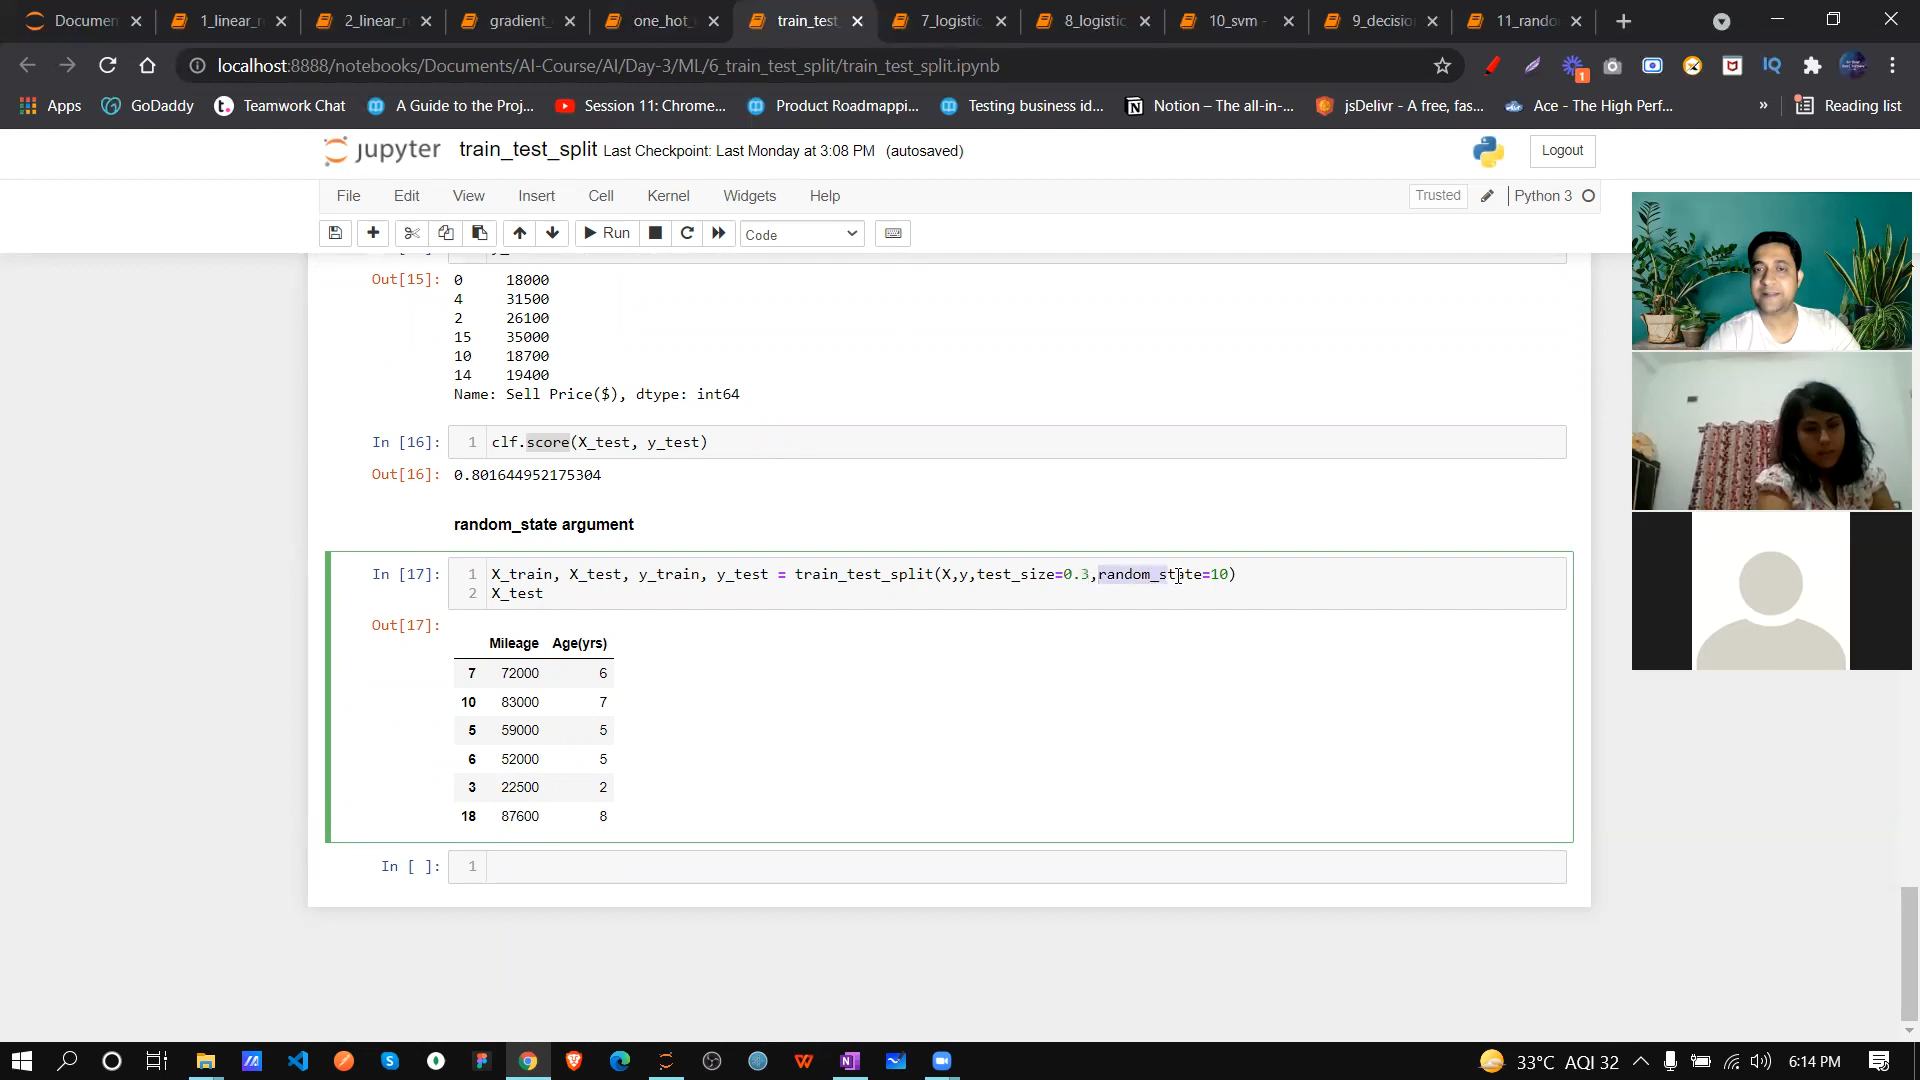 Documen
1_linear_r
2_linear_r
gradient_
one_hot_
train_test_
7_logistic
8_logistic
10_svm -
9_decisio
11_rando
localhost:8888/notebooks/Documents/AI-Course/AI/Day-3/ML/6_train_test_split/train_test_split.ipynb
1
IQ
Apps
GoDaddy
Teamwork Chat
A Guide to the Proj...
Session 11: Chrome...
Product Roadmappi...
Testing business id...
Notion – The all-in-...
jsDelivr - A free, fas...
Ace - The High Perf...
»
Reading list
jupyter train_test_split Last Checkpoint: Last Monday at 3:08 PM (autosaved)
Logout
File Edit View Insert Cell Kernel Widgets Help
Trusted
Python 3
Run
Code
Out[15]: 0 18000
4 31500
2 26100
15 35000
10 18700
14 19400
Name: Sell Price($), dtype: int64
In [16]: 1 clf.score(X_test, y_test)
Out[16]: 0.801644952175304
random_state argument
In [17]: 1 X_train, X_test, y_train, y_test = train_test_split(X,y,test_size=0.3,random_state=10)
2 X_test
Out[17]:
Mileage Age(yrs)
7 72000 6
10 83000 7
5 59000 5
6 52000 5
3 22500 2
18 87600 8
In [ ]: 1
33°C AQI 32
6:14 PM